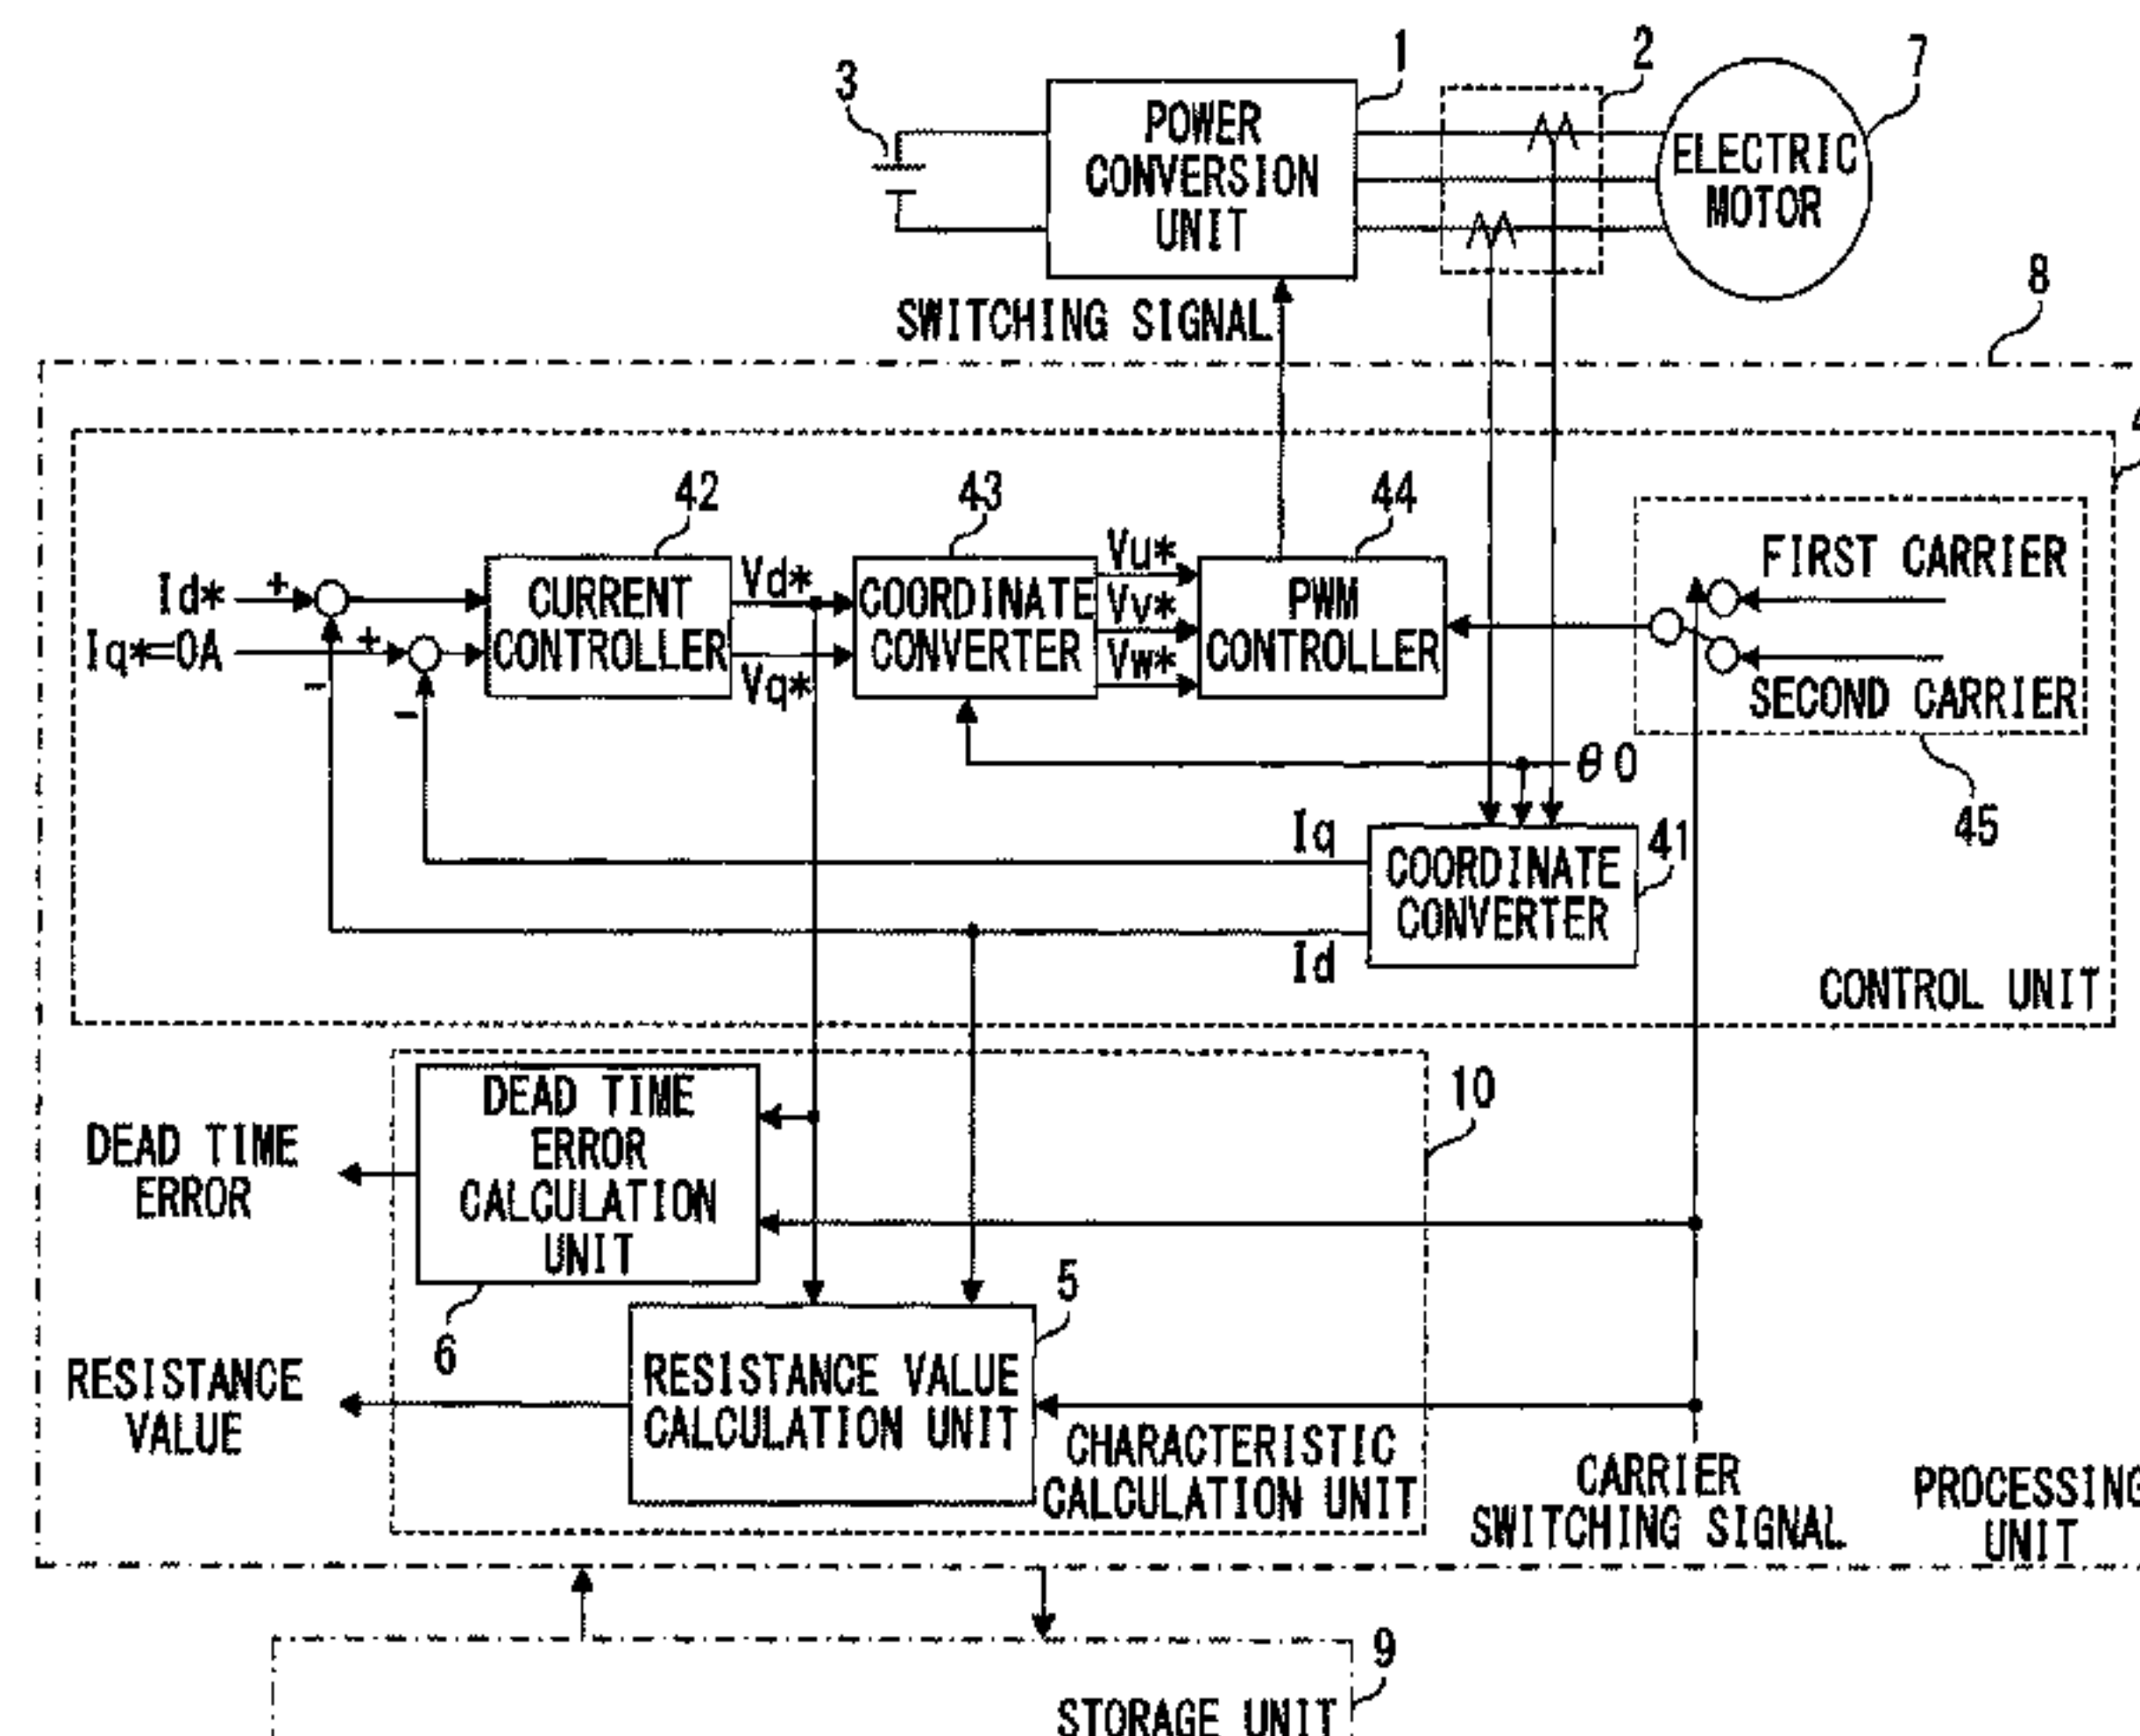 1
2
3
7
POWER
CONVERSION
UNIT
ELECTRIC
MOTOR
SWITCHING SIGNAL
8
4
42
43
44
FIRST CARRIER
SECOND CARRIER
45
Id*
+
Iq*=0A
+
-
-
CURRENT
CONTROLLER
Vd*
Vq*
COORDINATE
CONVERTER
Vu*
Vv*
Vw*
PWM
CONTROLLER
θ0
Iq
Id
41
COORDINATE
CONVERTER
CONTROL UNIT
10
DEAD TIME
ERROR
CALCULATION
UNIT
DEAD TIME
ERROR
6
5
RESISTANCE VALUE
CALCULATION UNIT
RESISTANCE
VALUE
CHARACTERISTIC
CALCULATION UNIT
CARRIER
SWITCHING SIGNAL
PROCESSING
UNIT
9
STORAGE UNIT